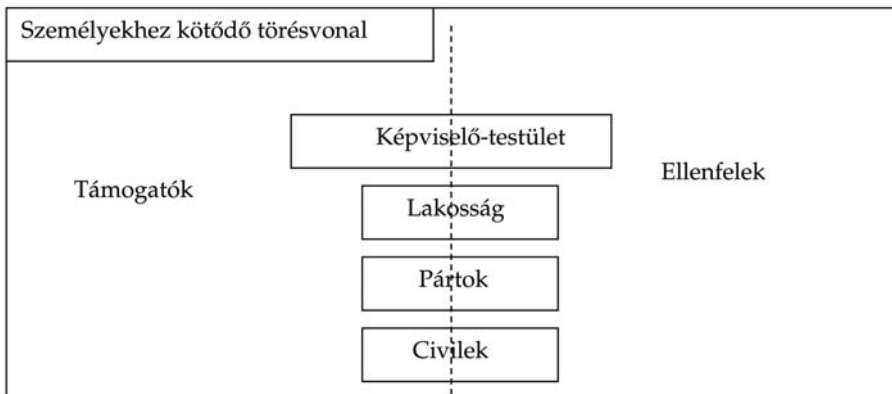 Személyekhez kötődő törésvonal
Képviselő-testület
Támogatók
Ellenfelek
Lakosság
Pártok
Civilek